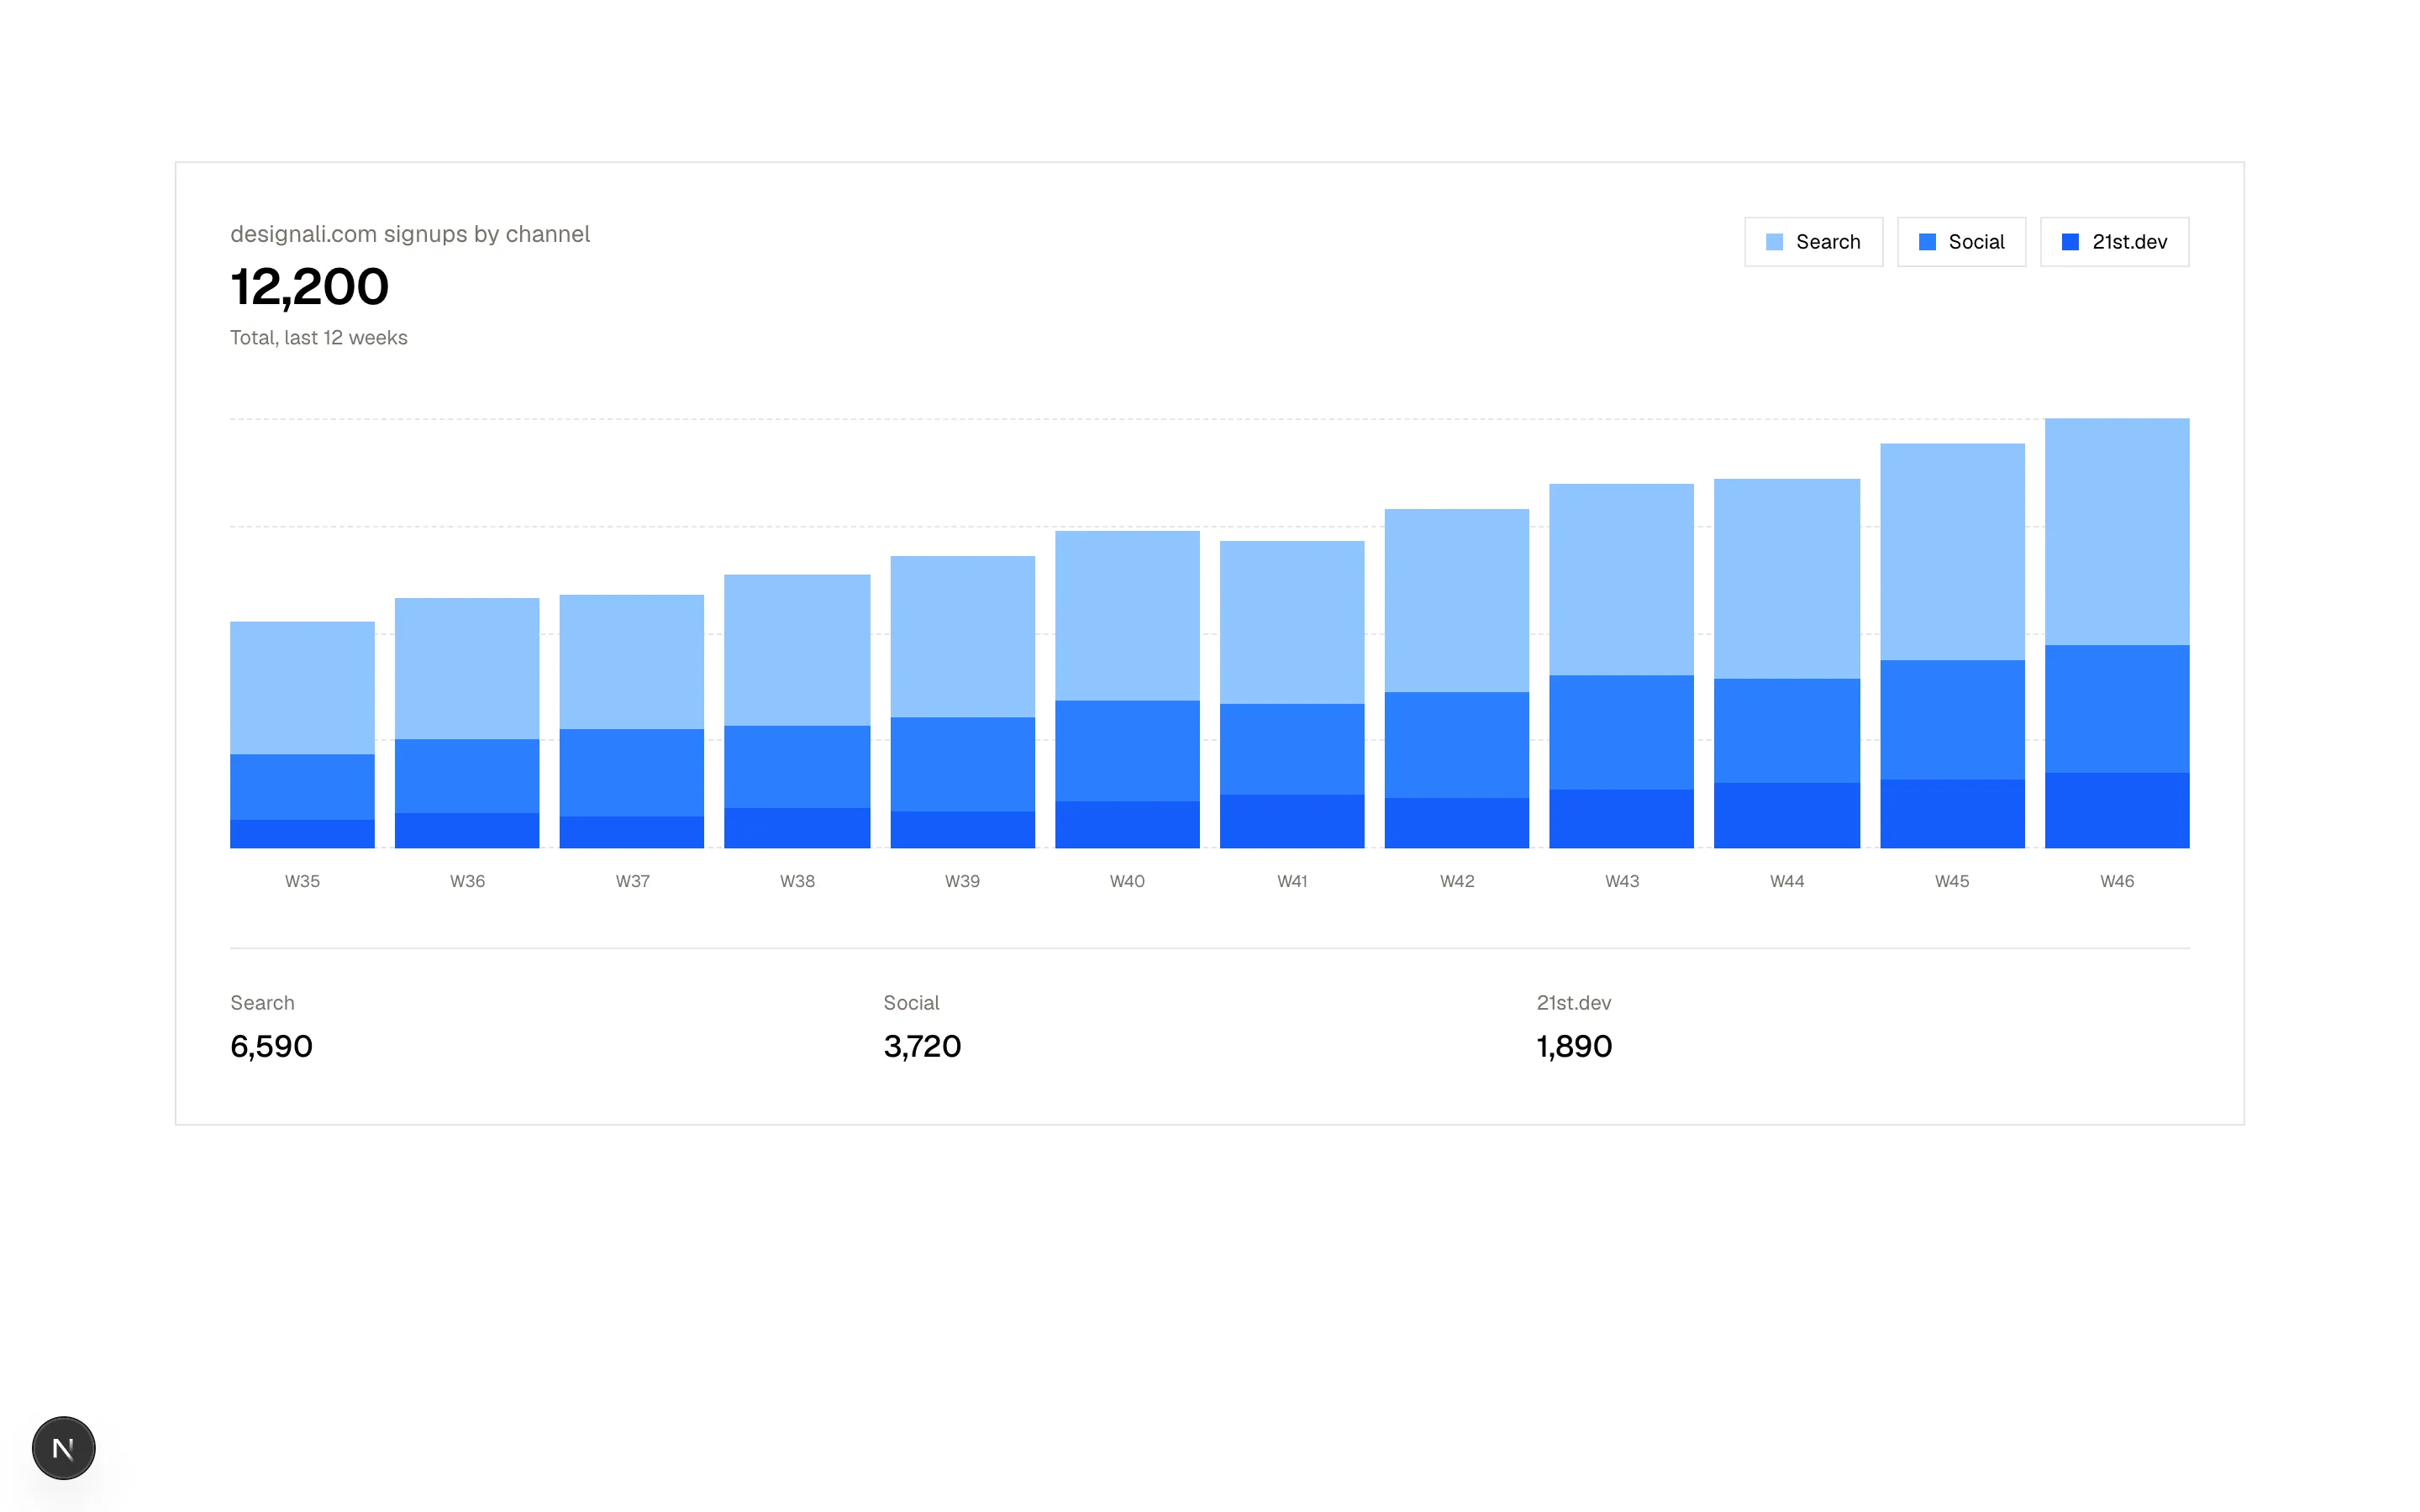 designali.com signups by channel
12,200
Total, last 12 weeks
Search
Social
21st.dev
W35
W36
W37
W38
W39
W40
W41
W42
W43
W44
W45
W46
Search
6,590
Social
3,720
21st.dev
1,890
N